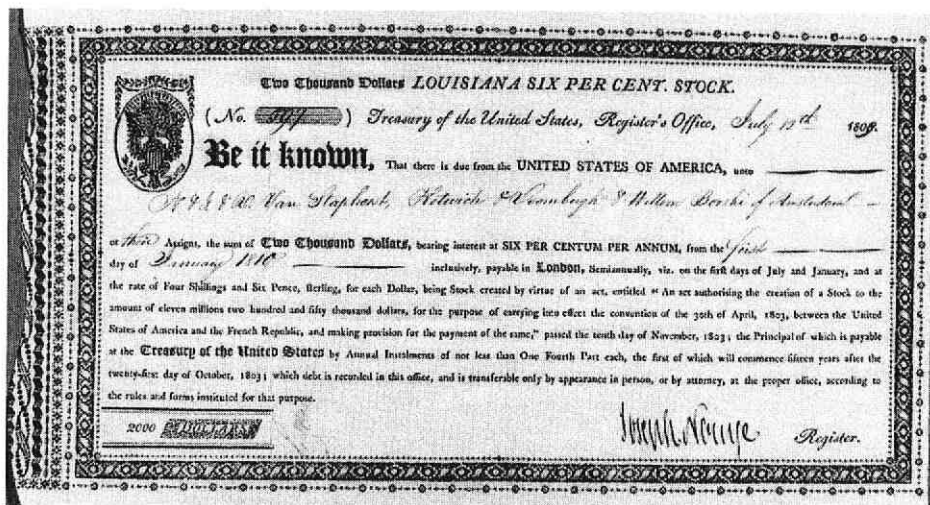 Two Thousand Dollars LOUISIANA SIX PER CENT. STOCK.
(No. ) Treasury of the United States, Register's Office, July th 180
Be it known, That there is due from the UNITED STATES OF AMERICA, unto
N & J & R. Van Staphorst, & Willem Borski of Amsterdam
or their Assigns, the sum of Two Thousand Dollars, bearing interest at SIX PER CENTUM PER ANNUM, from the first
day of January 1810 inclusively, payable in London, Semiannually, viz. on the first days of July and January, and at
the rate of Four Shillings and Six Pence, sterling, for each Dollar, being Stock created by virtue of an act, entitled "An act authorising the creation of a Stock to the
amount of eleven millions two hundred and fifty thousand dollars, for the purpose of carrying into effect the convention of the 30th of April, 1803, between the United
States of America and the French Republic, and making provision for the payment of the same," passed the tenth day of November, 1803; the Principal of which is payable
at the Treasury of the United States by Annual Instalments of not less than One Fourth Part each, the first of which will commence fifteen years after the
twenty-first day of October, 1803; which debt is recorded in this office, and is transferable only by appearance in person, or by attorney, at the proper office, according to
the rules and forms instituted for that purpose.
2000 DOLLARS
Joseph Nourse Register.